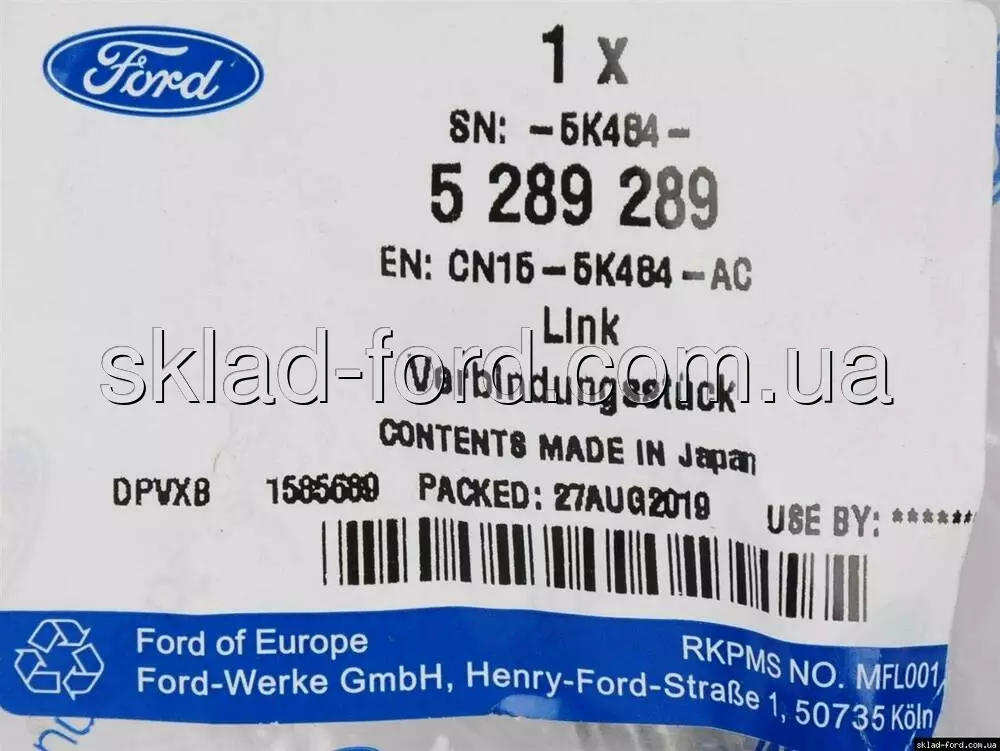 Ford
1 x
SN: -5K484-
5 289 289
EN: CN15-5K484-AC
Link
Verbindungsstück
sklad-ford.com.ua
CONTENTS MADE IN Japan
DPVXB 1585689 PACKED: 27AUG2019 USE BY: ******
Ford of Europe
RKPMS NO. MFL001
Ford-Werke GmbH, Henry-Ford-Straße 1, 50735 Köln
sklad-ford.com.ua